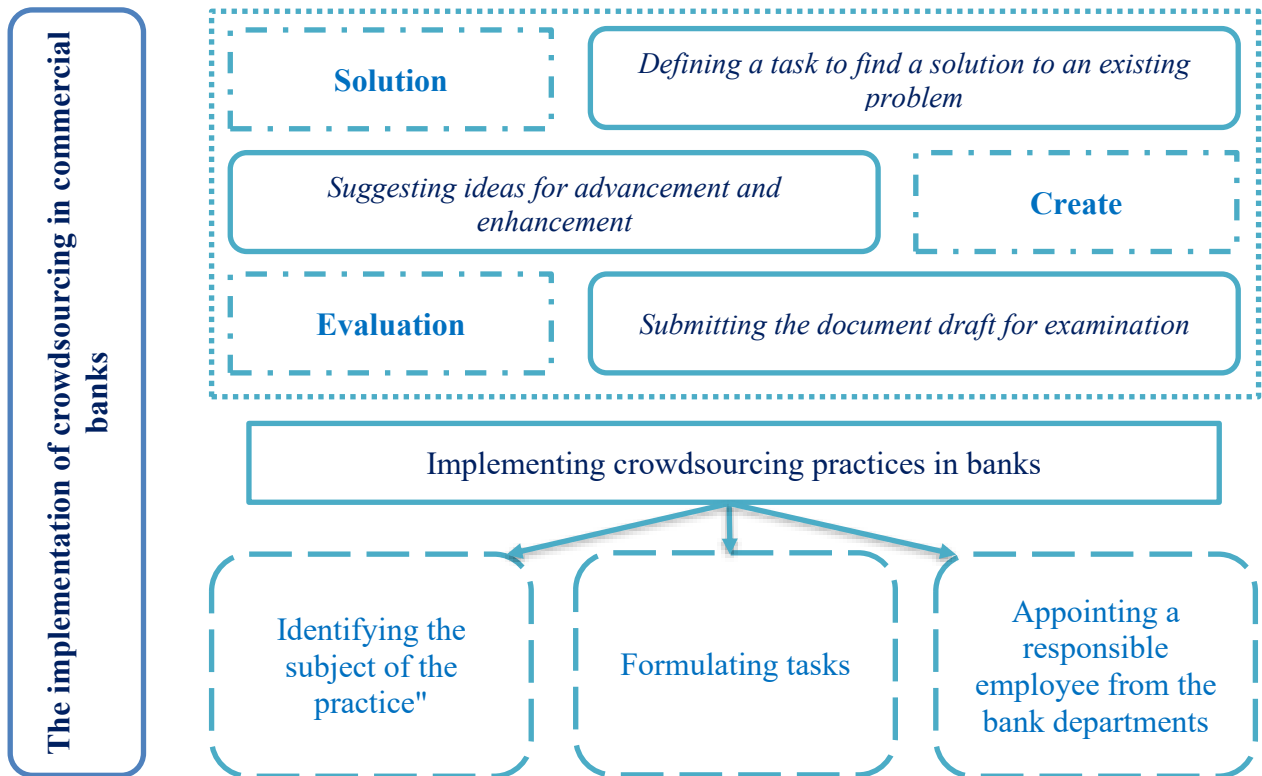 The implementation of crowdsourcing in commercial
banks
Solution
Defining a task to find a solution to an existing
problem
Suggesting ideas for advancement and
enhancement
Create
Evaluation
Submitting the document draft for examination
Implementing crowdsourcing practices in banks
Identifying the
subject of the
practice"
Formulating tasks
Appointing a
responsible
employee from the
bank departments